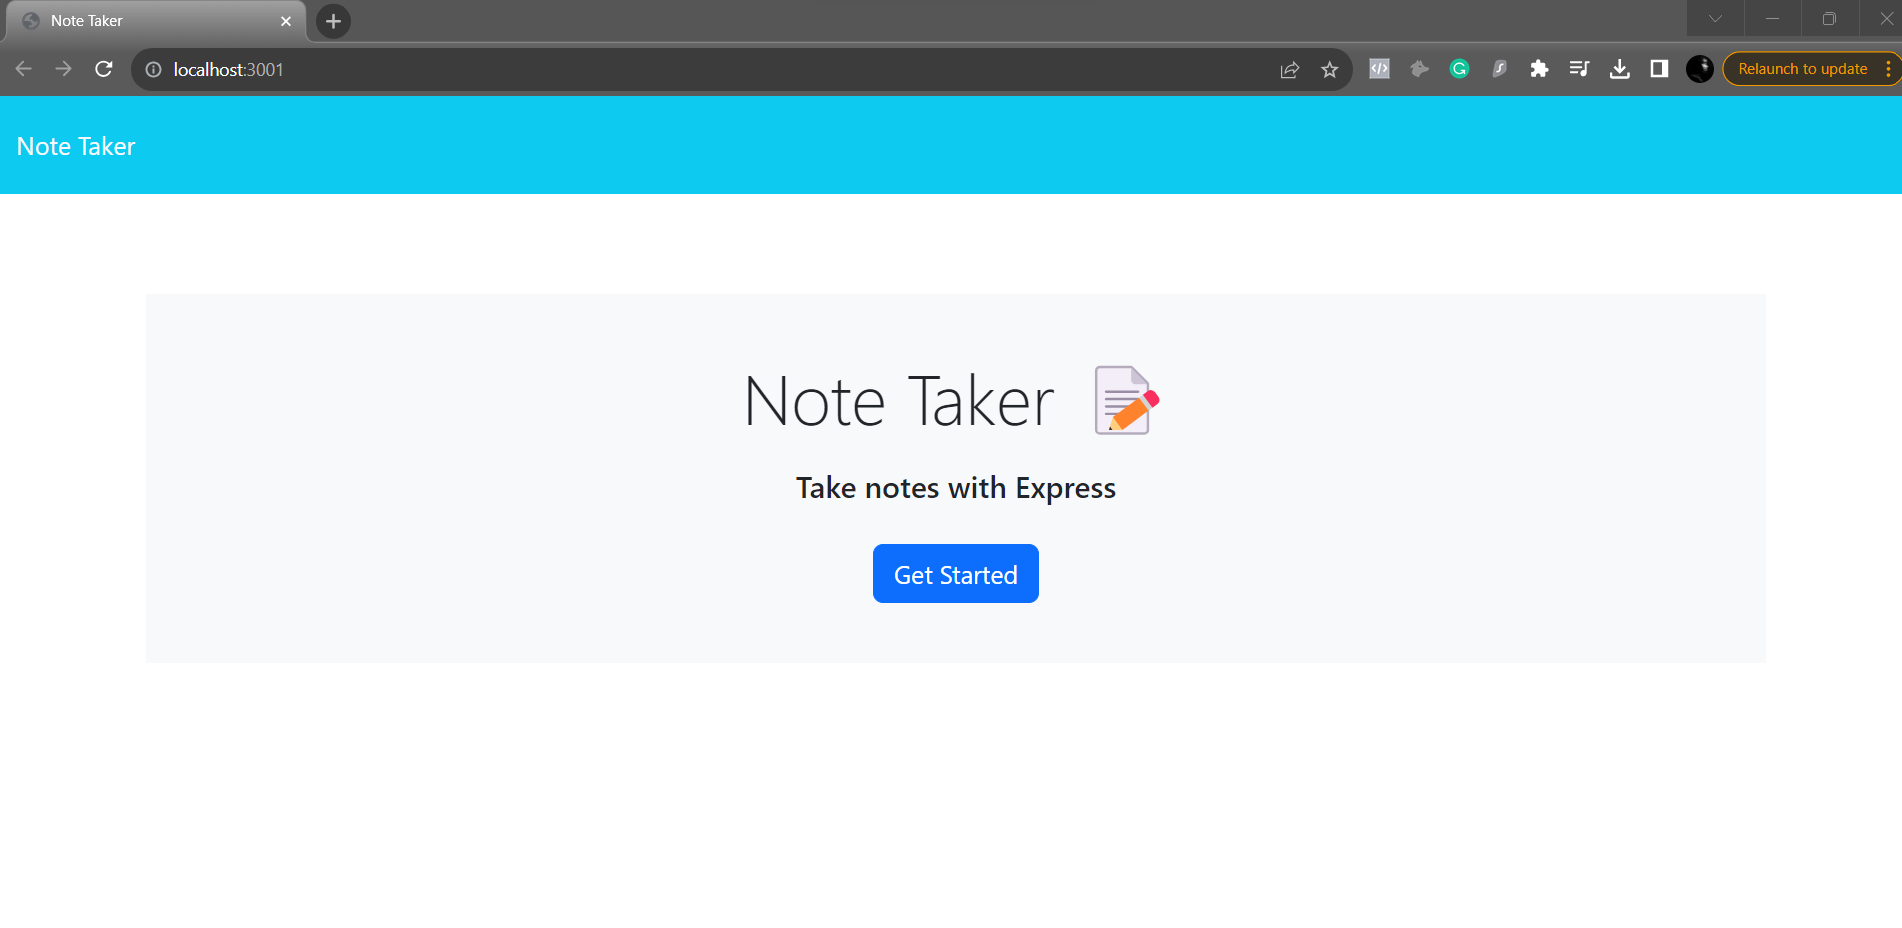 Note Taker
localhost:3001
Relaunch to update
Note Taker
Note Taker
Take notes with Express
Get Started